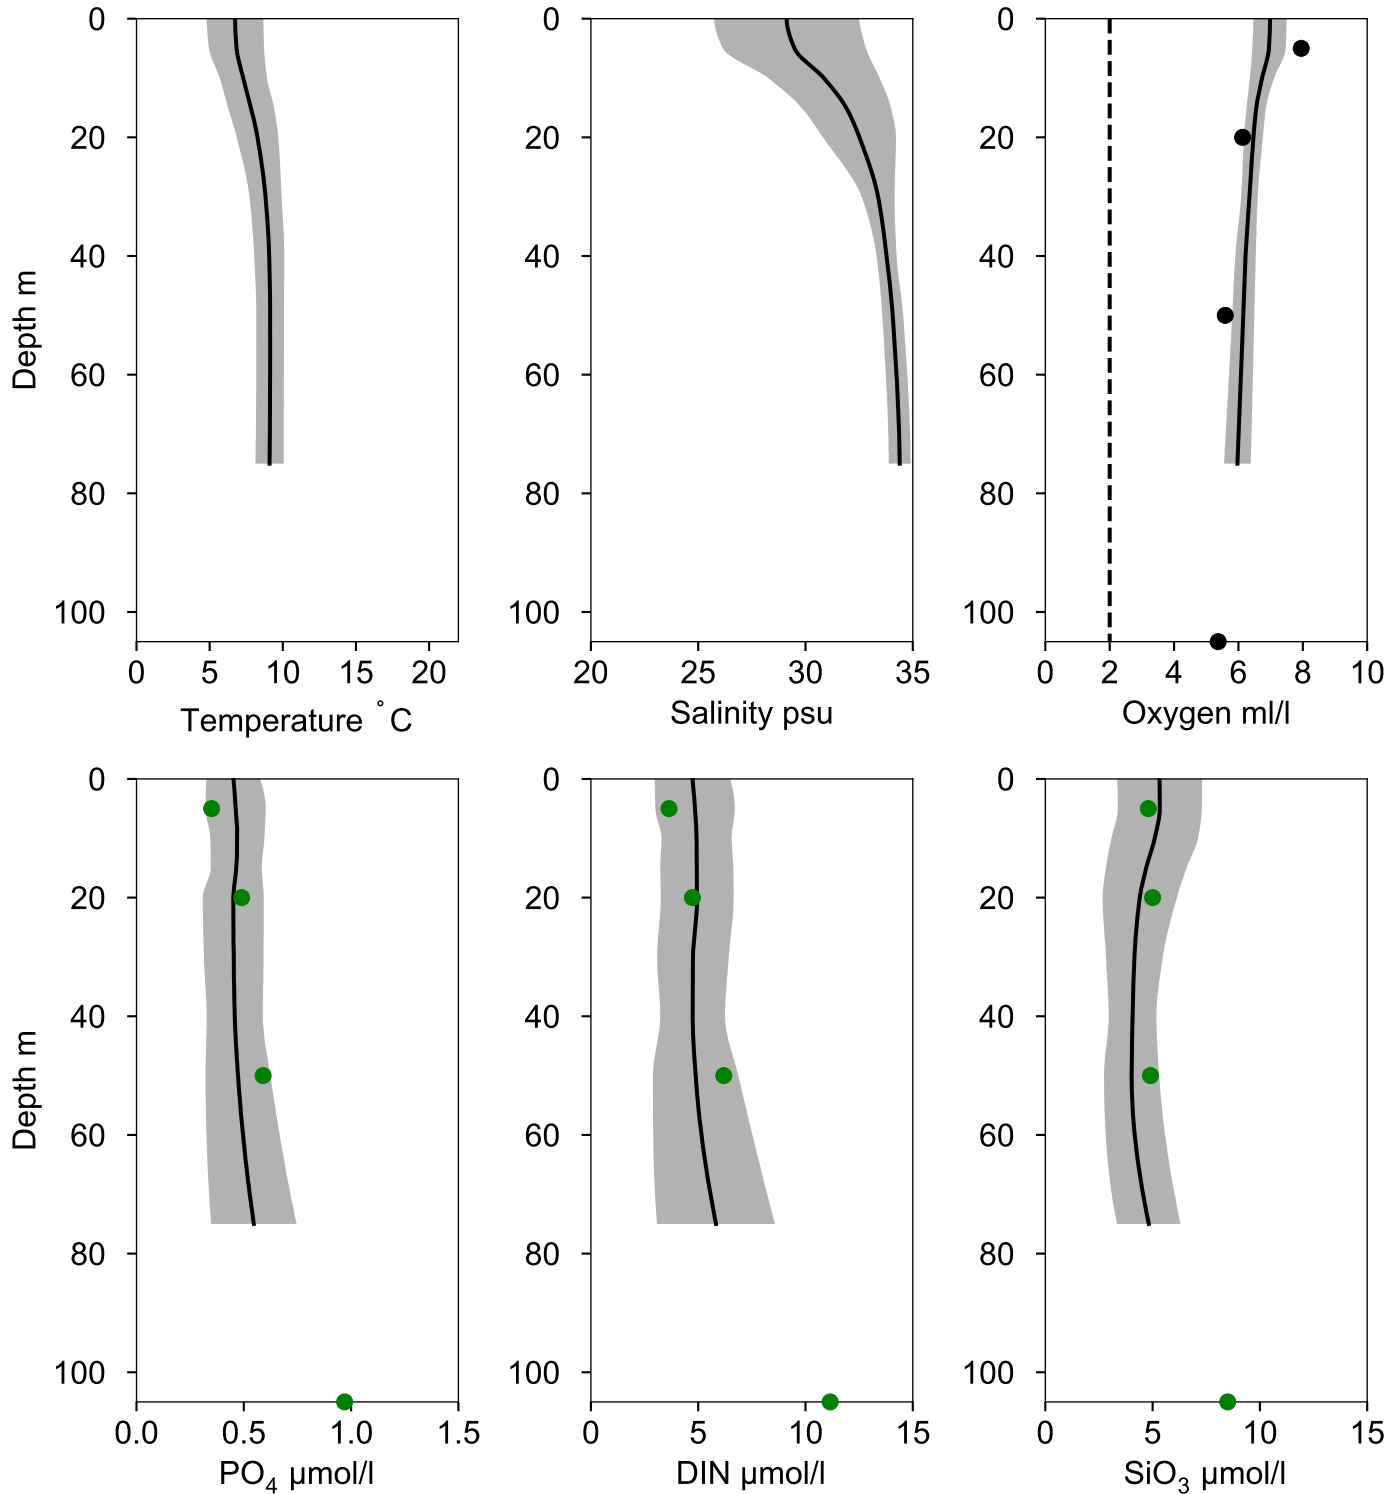 0
20
40
60
80
100
Depth m
0 5 10 15 20
Temperature °C
0
20
40
60
80
100
20 25 30 35
Salinity psu
0
20
40
60
80
100
0 2 4 6 8 10
Oxygen ml/l
0
20
40
60
80
100
Depth m
0.0 0.5 1.0 1.5
PO₄ µmol/l
0
20
40
60
80
100
0 5 10 15
DIN µmol/l
0
20
40
60
80
100
0 5 10 15
SiO₃ µmol/l